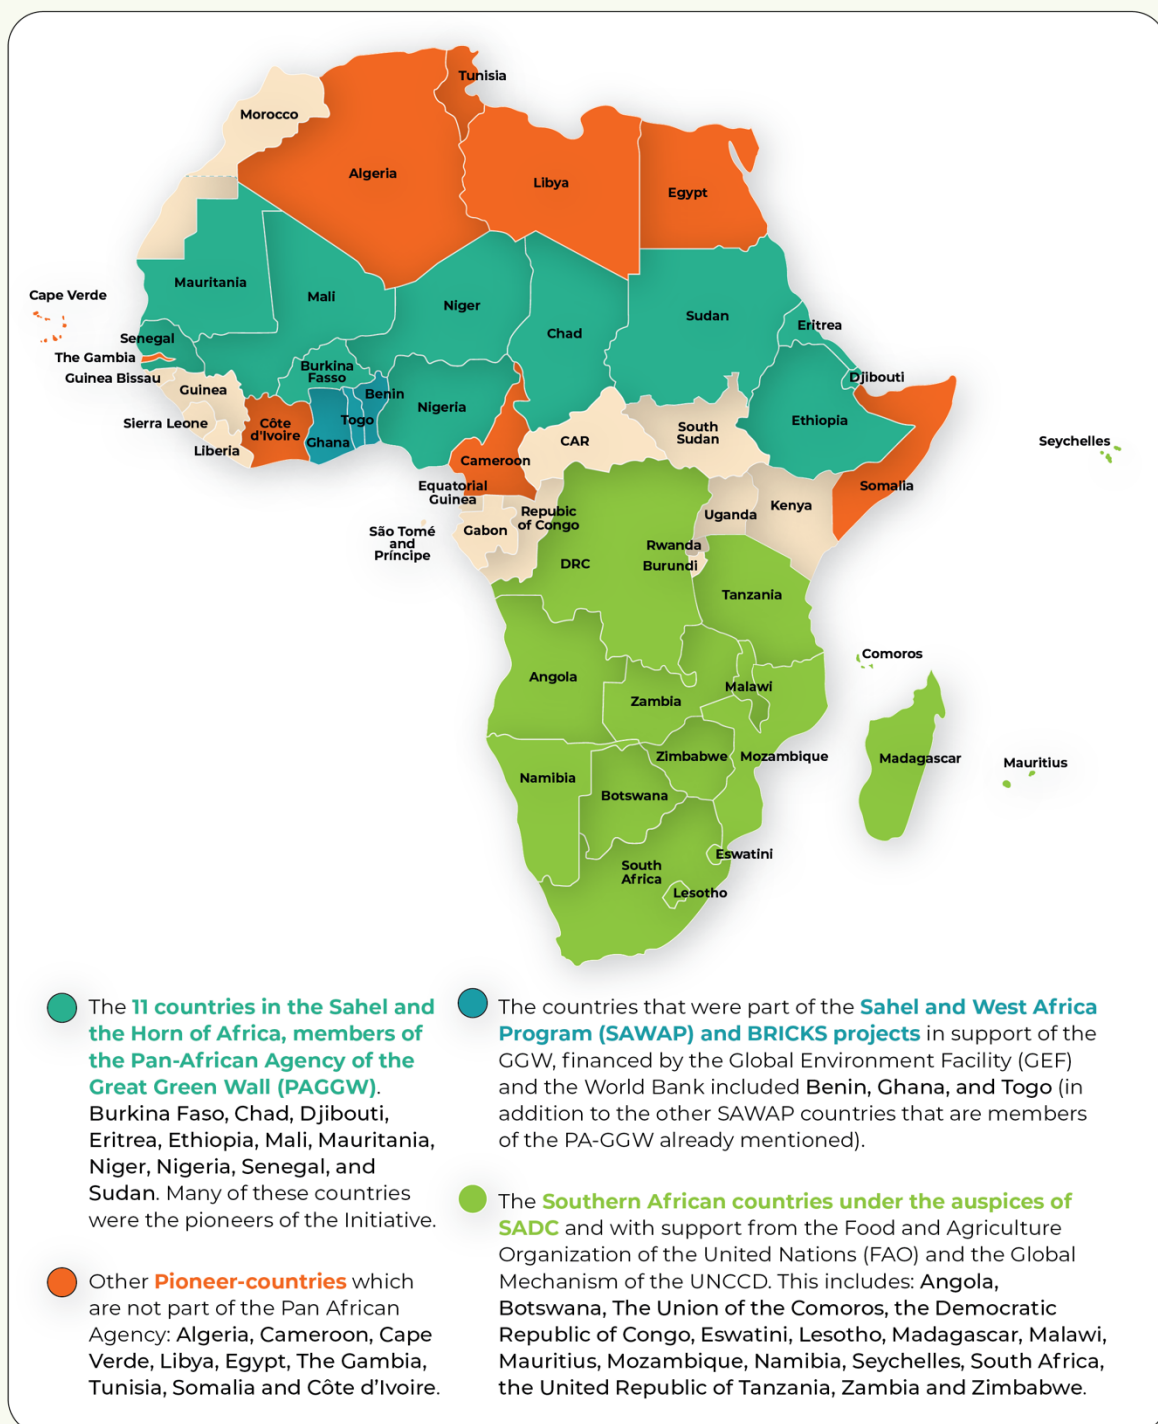 Tunisia
Morocco
Algeria
Libya
Egypt
Mauritania
Mali
Niger
Chad
Sudan
Eritrea
Cape Verde
Senegal
The Gambia
Guinea Bissau
Guinea
Burkina
Fasso
Benin
Nigeria
Djibouti
Ethiopia
Sierra Leone
Côte
d'Ivoire
Togo
Ghana
Liberia
CAR
South
Sudan
Seychelles
Cameroon
Equatorial
Guinea
Somalia
Kenya
Uganda
Repubic
of Congo
Gabon
São Tomé
and
Príncipe
Rwanda
Burundi
DRC
Tanzania
Comoros
Angola
Malawi
Zambia
Zimbabwe
Mozambique
Madagascar
Mauritius
Namibia
Botswana
Eswatini
South
Africa
Lesotho
The 11 countries in the Sahel and
the Horn of Africa, members of
the Pan-African Agency of the
Great Green Wall (PAGGW).
Burkina Faso, Chad, Djibouti,
Eritrea, Ethiopia, Mali, Mauritania,
Niger, Nigeria, Senegal, and
Sudan. Many of these countries
were the pioneers of the Initiative.
Other Pioneer-countries which
are not part of the Pan African
Agency: Algeria, Cameroon, Cape
Verde, Libya, Egypt, The Gambia,
Tunisia, Somalia and Côte d'Ivoire.
The countries that were part of the Sahel and West Africa
Program (SAWAP) and BRICKS projects in support of the
GGW, financed by the Global Environment Facility (GEF)
and the World Bank included Benin, Ghana, and Togo (in
addition to the other SAWAP countries that are members
of the PA-GGW already mentioned).
The Southern African countries under the auspices of
SADC and with support from the Food and Agriculture
Organization of the United Nations (FAO) and the Global
Mechanism of the UNCCD. This includes: Angola,
Botswana, The Union of the Comoros, the Democratic
Republic of Congo, Eswatini, Lesotho, Madagascar, Malawi,
Mauritius, Mozambique, Namibia, Seychelles, South Africa,
the United Republic of Tanzania, Zambia and Zimbabwe.